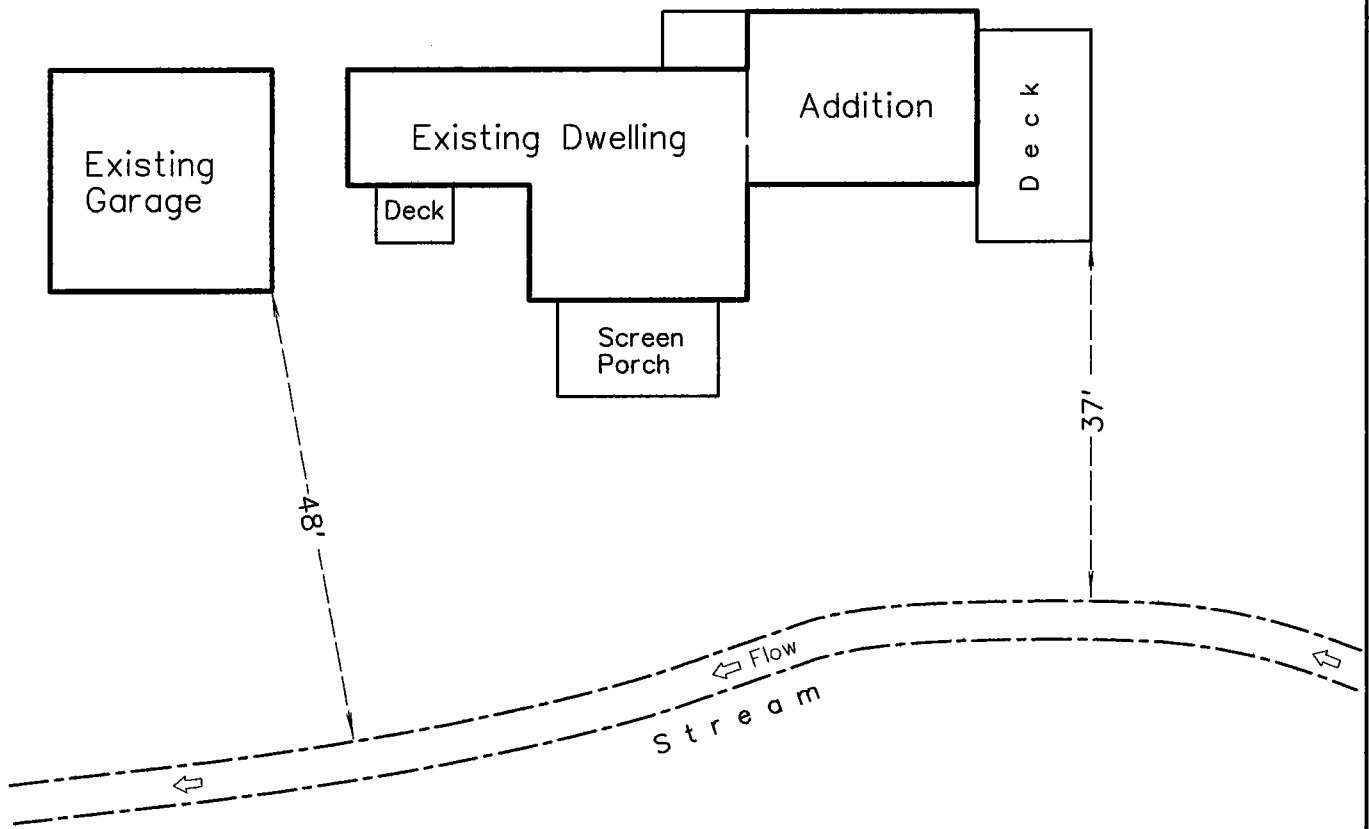 Existing
Garage
Existing Dwelling
Addition
Deck
Deck
Screen
Porch
48'
37'
Flow
Stream